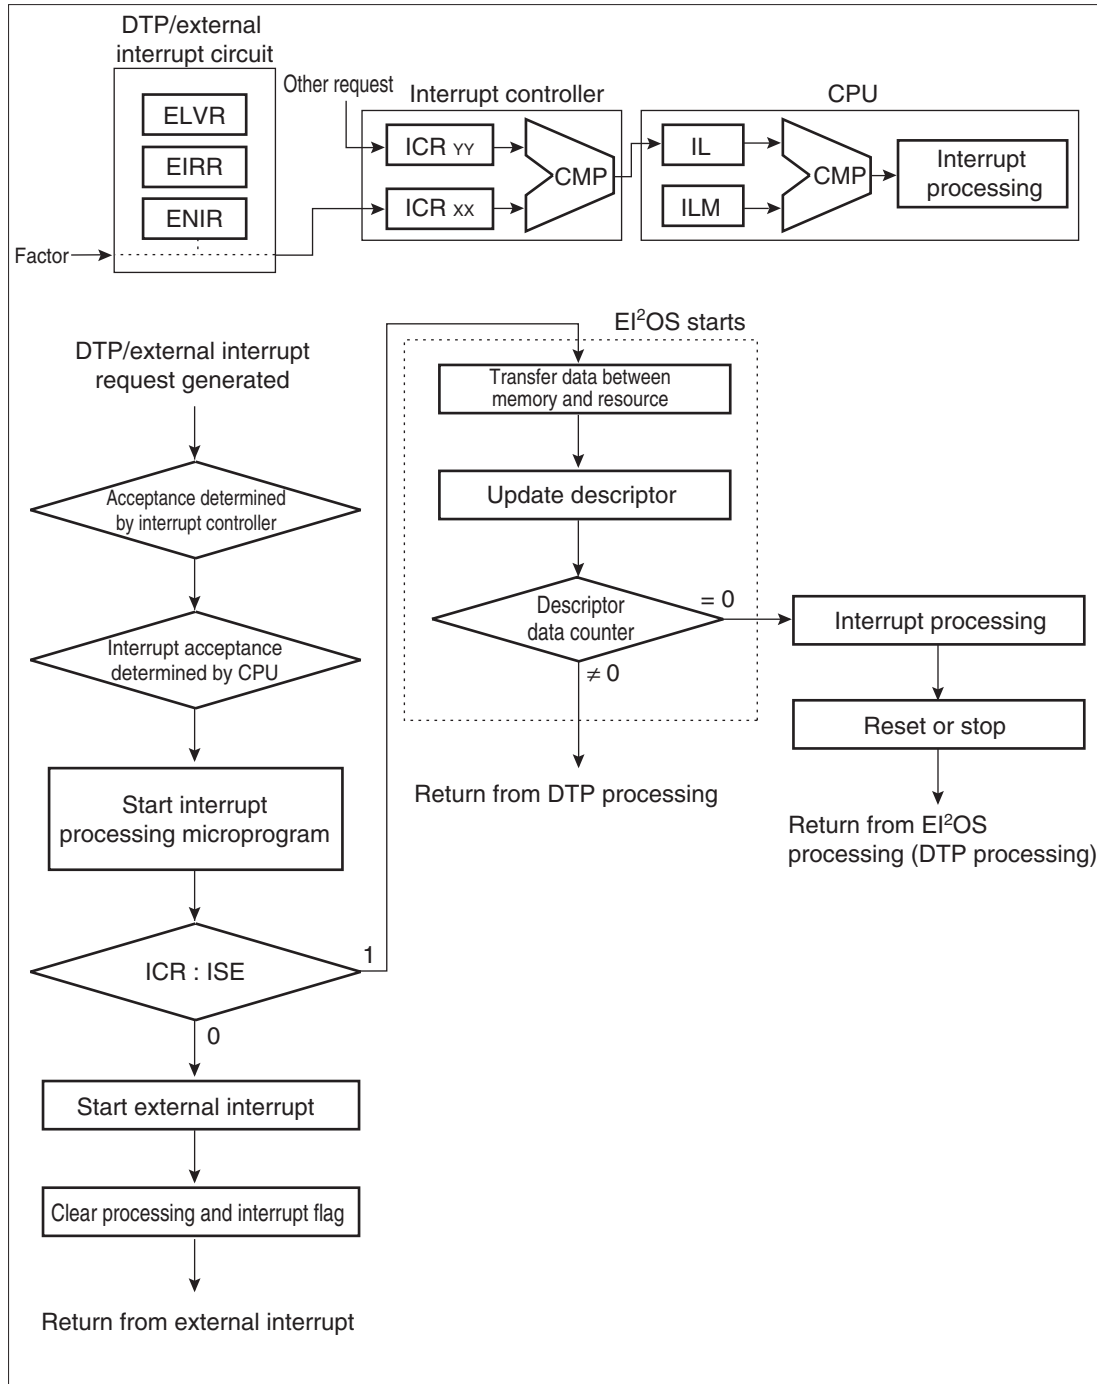 DTP/external
interrupt circuit
ELVR
EIRR
ENIR
Factor
Other request
Interrupt controller
ICR YY
ICR XX
CMP
CPU
IL
ILM
CMP
Interrupt
processing
DTP/external interrupt
request generated
Acceptance determined
by interrupt controller
Interrupt acceptance
determined by CPU
Start interrupt
processing microprogram
ICR : ISE
1
0
Start external interrupt
Clear processing and interrupt flag
Return from external interrupt
EI²OS starts
Transfer data between
memory and resource
Update descriptor
Descriptor
data counter
= 0
≠ 0
Return from DTP processing
Interrupt processing
Reset or stop
Return from EI²OS
processing (DTP processing)